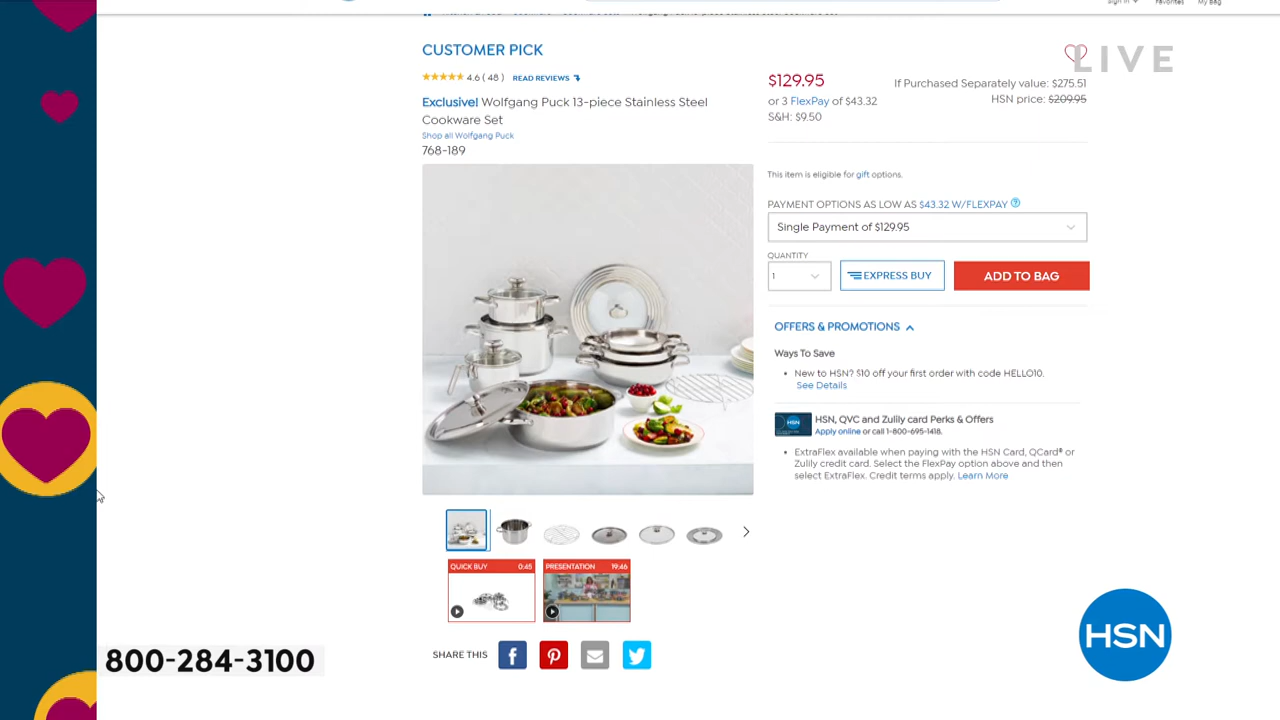 Sign In
Favorites
My Bag
LIVE
CUSTOMER PICK
4.6 ( 48 ) READ REVIEWS
Exclusive! Wolfgang Puck 13-piece Stainless Steel
Cookware Set
Shop all Wolfgang Puck
768-189
$129.95
or 3 FlexPay of $43.32
S&H: $9.50
If Purchased Separately value: $275.51
HSN price: $209.95
This item is eligible for gift options.
PAYMENT OPTIONS AS LOW AS $43.32 W/FLEXPAY ?
Single Payment of $129.95
QUANTITY
1
EXPRESS BUY
ADD TO BAG
OFFERS & PROMOTIONS
Ways To Save
New to HSN? $10 off your first order with code HELLO10.
See Details
HSN
HSN, QVC and Zulily card Perks & Offers
Apply online or call 1-800-695-1418.
ExtraFlex available when paying with the HSN Card, QCard® or
Zulily credit card. Select the FlexPay option above and then
select ExtraFlex. Credit terms apply. Learn More
QUICK BUY 0:45
PRESENTATION 19:46
SHARE THIS
800-284-3100
HSN